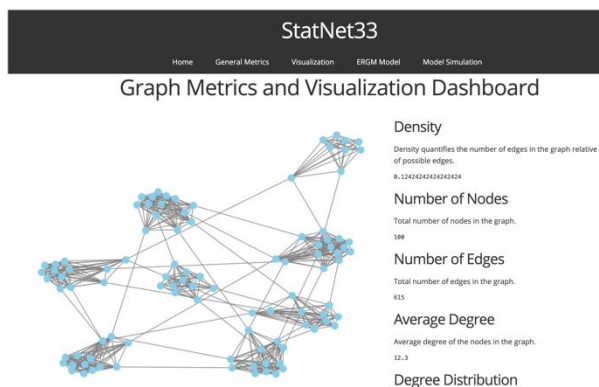 StatNet33
Home General Metrics Visualization ERGM Model Model Simulation
Graph Metrics and Visualization Dashboard
Density
Density quantifies the number of edges in the graph relative
of possible edges.
0.12424242424242424
Number of Nodes
Total number of nodes in the graph.
100
Number of Edges
Total number of edges in the graph.
615
Average Degree
Average degree of the nodes in the graph.
12.3
Degree Distribution